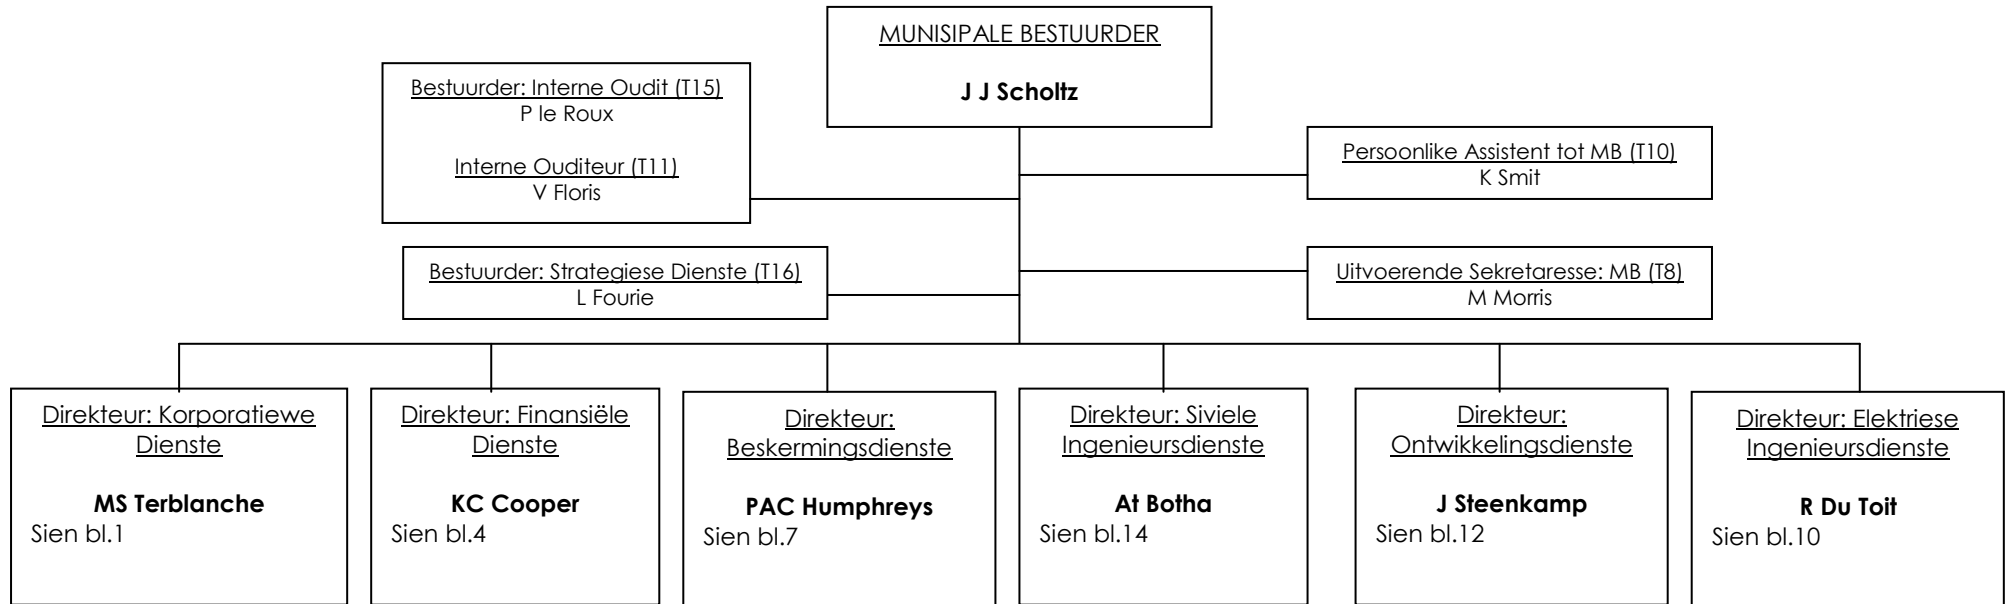 MUNISIPALE BESTUURDER
J J Scholtz
Bestuurder: Interne Oudit (T15)
P le Roux
Interne Ouditeur (T11)
V Floris
Persoonlike Assistent tot MB (T10)
K Smit
Bestuurder: Strategiese Dienste (T16)
L Fourie
Uitvoerende Sekretaresse: MB (T8)
M Morris
Direkteur: Korporatiewe
Dienste
MS Terblanche
Sien bl.1
Direkteur: Finansiële
Dienste
KC Cooper
Sien bl.4
Direkteur:
Beskermingsdienste
PAC Humphreys
Sien bl.7
Direkteur: Siviele
Ingenieursdienste
At Botha
Sien bl.14
Direkteur:
Ontwikkelingsdienste
J Steenkamp
Sien bl.12
Direkteur: Elektriese
Ingenieursdienste
R Du Toit
Sien bl.10